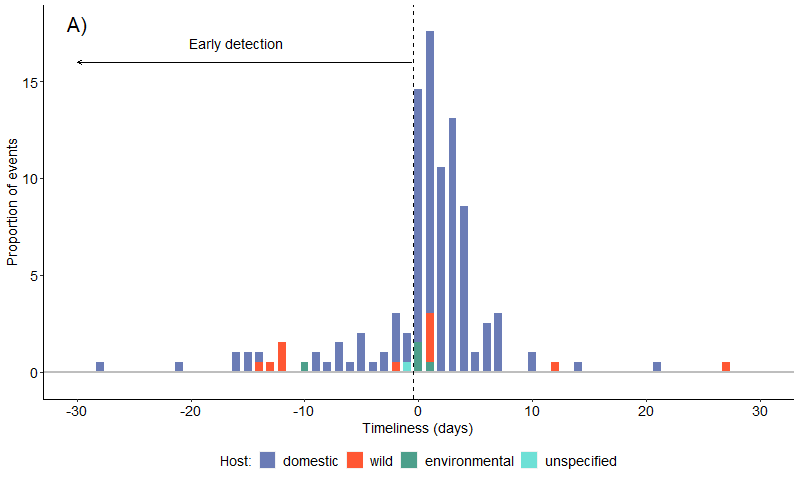 A)
Early detection
Proportion of events
15
10
5
0
-30 -20 -10 0 10 20 30
Timeliness (days)
Host: domestic wild environmental unspecified